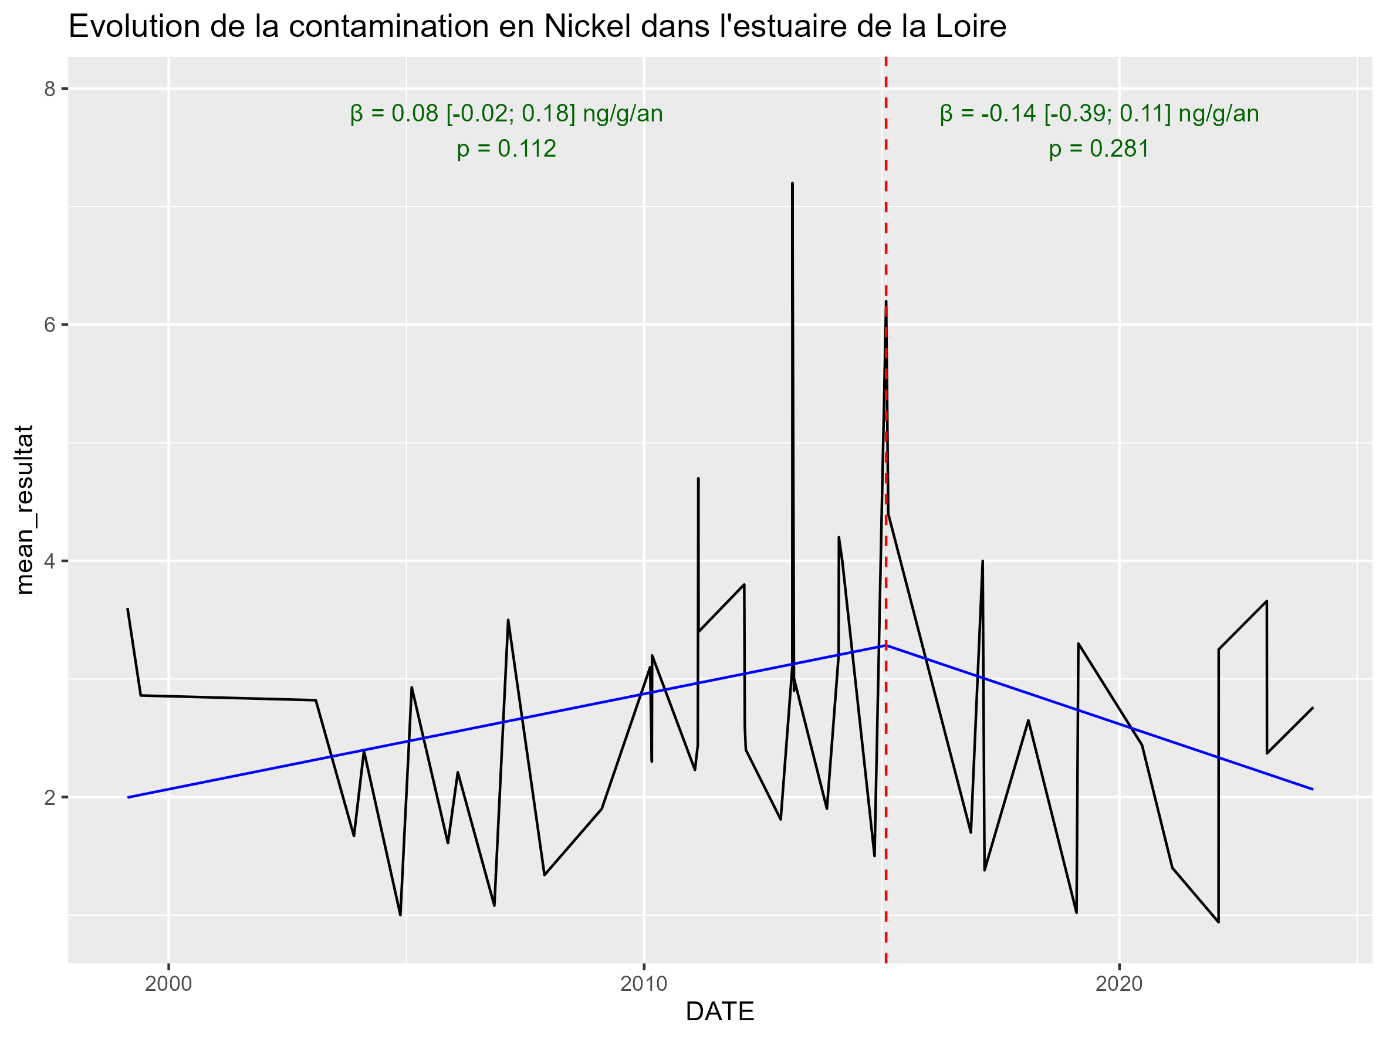 Evolution de la contamination en Nickel dans l'estuaire de la Loire
8
β = 0.08 [-0.02; 0.18] ng/g/an
β = -0.14 [-0.39; 0.11] ng/g/an
p = 0.112
p = 0.281
6
mean_resultat
4
2
2000
2010
2020
DATE